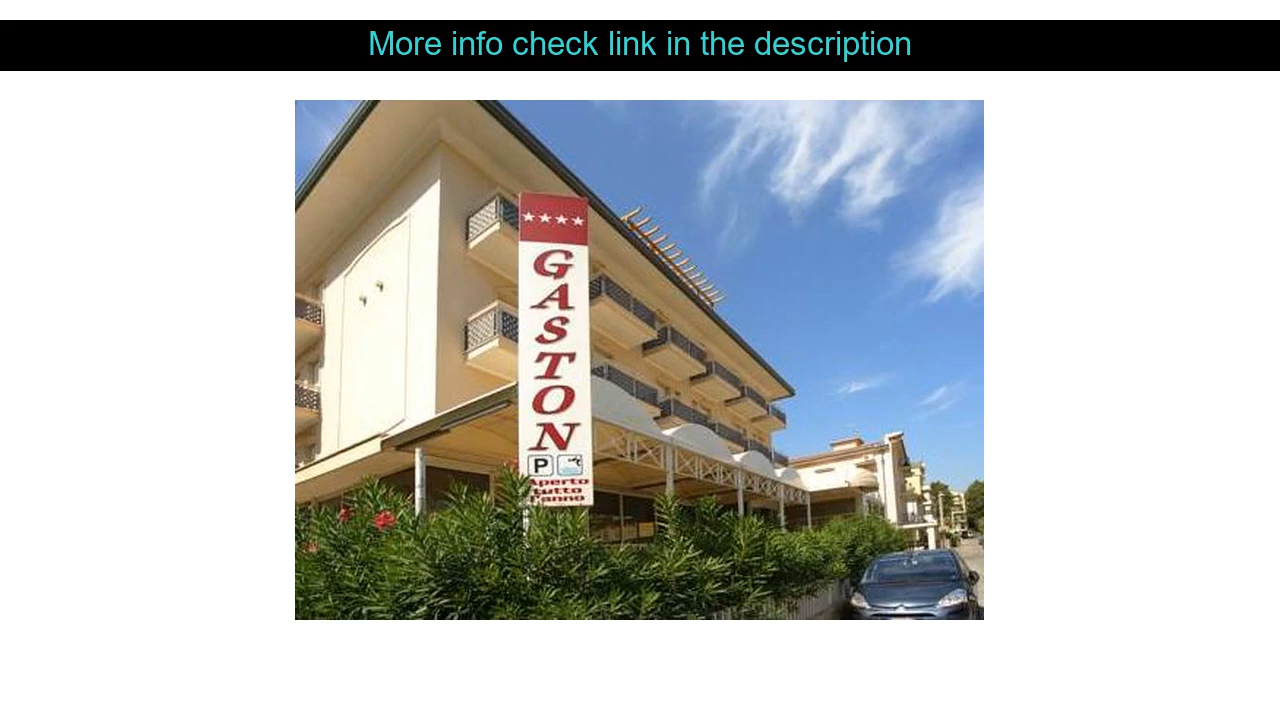 More info check link in the description
★★★★
GASTON
P
Aperto
tutto
l'anno